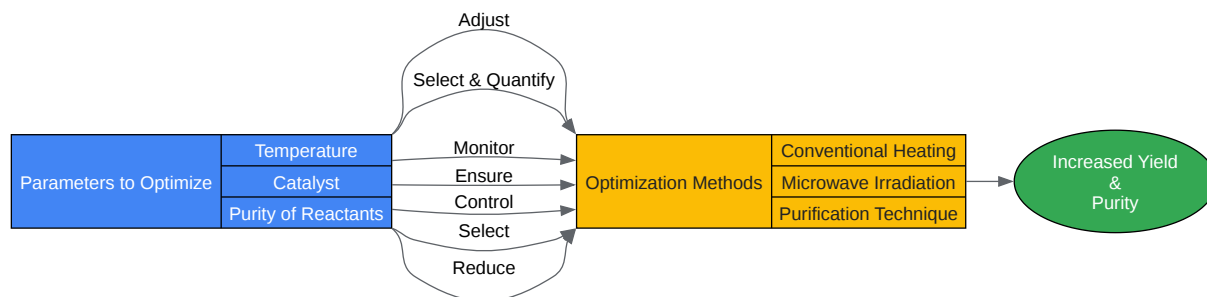 Adjust
Select & Quantify
Parameters to Optimize
Temperature
Catalyst
Purity of Reactants
Monitor
Ensure
Control
Select
Reduce
Optimization Methods
Conventional Heating
Microwave Irradiation
Purification Technique
Increased Yield
&
Purity